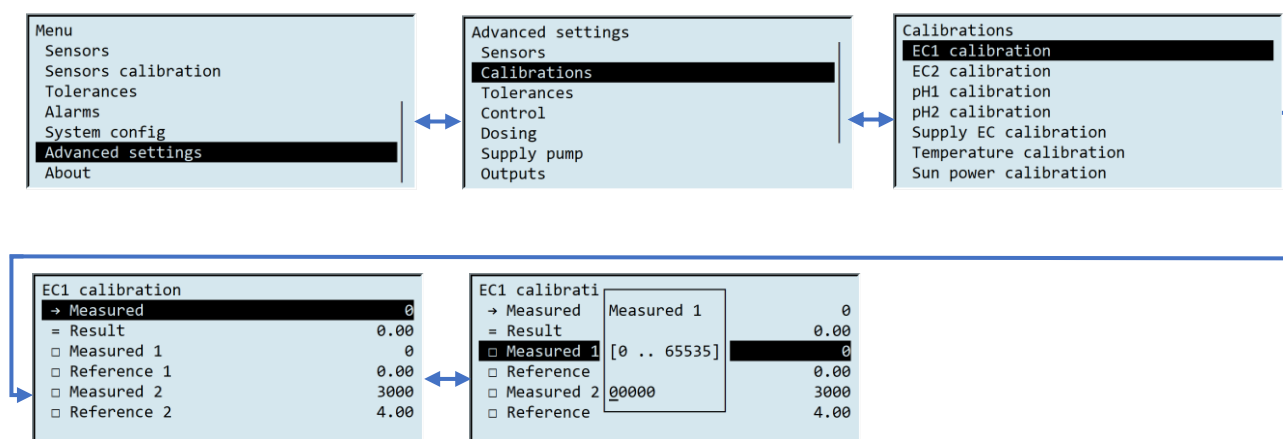 Menu
Sensors
Sensors calibration
Tolerances
Alarms
System config
Advanced settings
About
Advanced settings
Sensors
Calibrations
Tolerances
Control
Dosing
Supply pump
Outputs
Calibrations
EC1 calibration
EC2 calibration
pH1 calibration
pH2 calibration
Supply EC calibration
Temperature calibration
Sun power calibration
EC1 calibration
→ Measured 0
= Result 0.00
□ Measured 1 0
□ Reference 1 0.00
□ Measured 2 3000
□ Reference 2 4.00
EC1 calibrati
→ Measured Measured 1 0
= Result 0.00
□ Measured 1 [0 .. 65535] 0
□ Reference 0.00
□ Measured 2 00000 3000
□ Reference 4.00